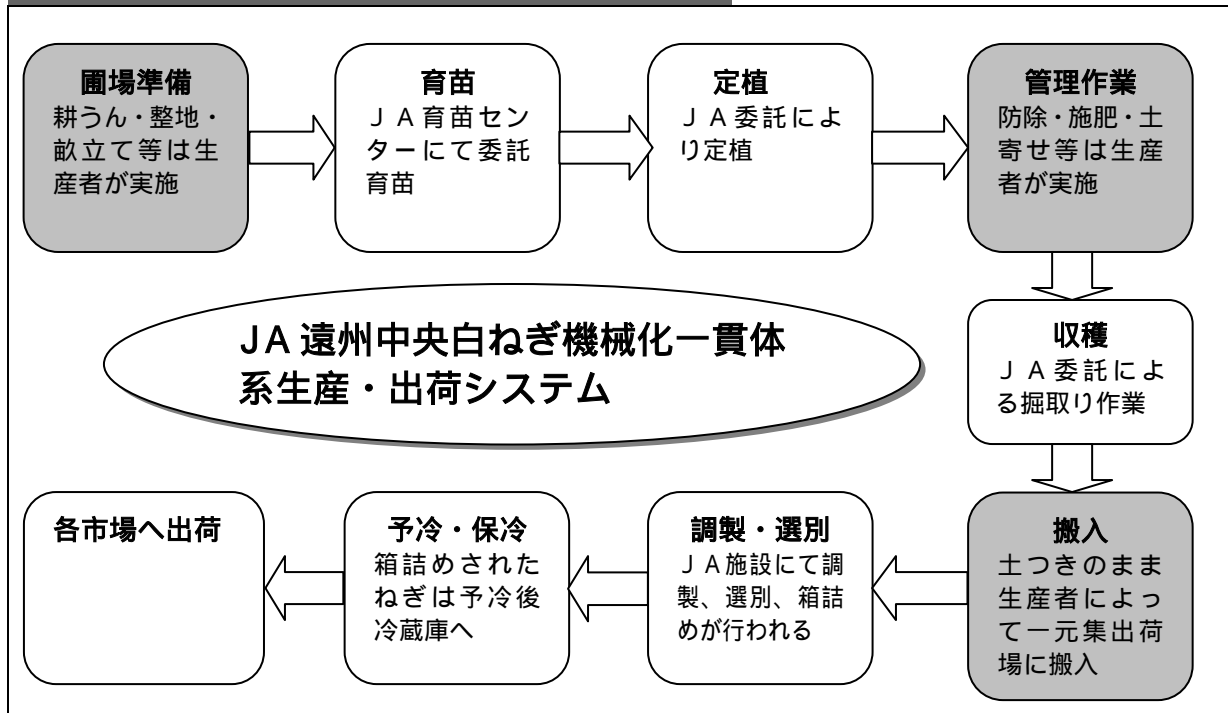 圃場準備
耕うん・整地・
畝立て等は生
産者が実施
育苗
ＪＡ育苗セン
ターにて委託
育苗
定植
ＪＡ委託によ
り定植
管理作業
防除・施肥・土
寄せ等は生産
者が実施
JA 遠州中央白ねぎ機械化一貫体
系生産・出荷システム
収穫
ＪＡ委託によ
る掘取り作業
搬入
土つきのまま
生産者によっ
て一元集出荷
場に搬入
調製・選別
ＪＡ施設にて調
製、選別、箱詰
めが行われる
予冷・保冷
箱詰めされた
ねぎは予冷後
冷蔵庫へ
各市場へ出荷